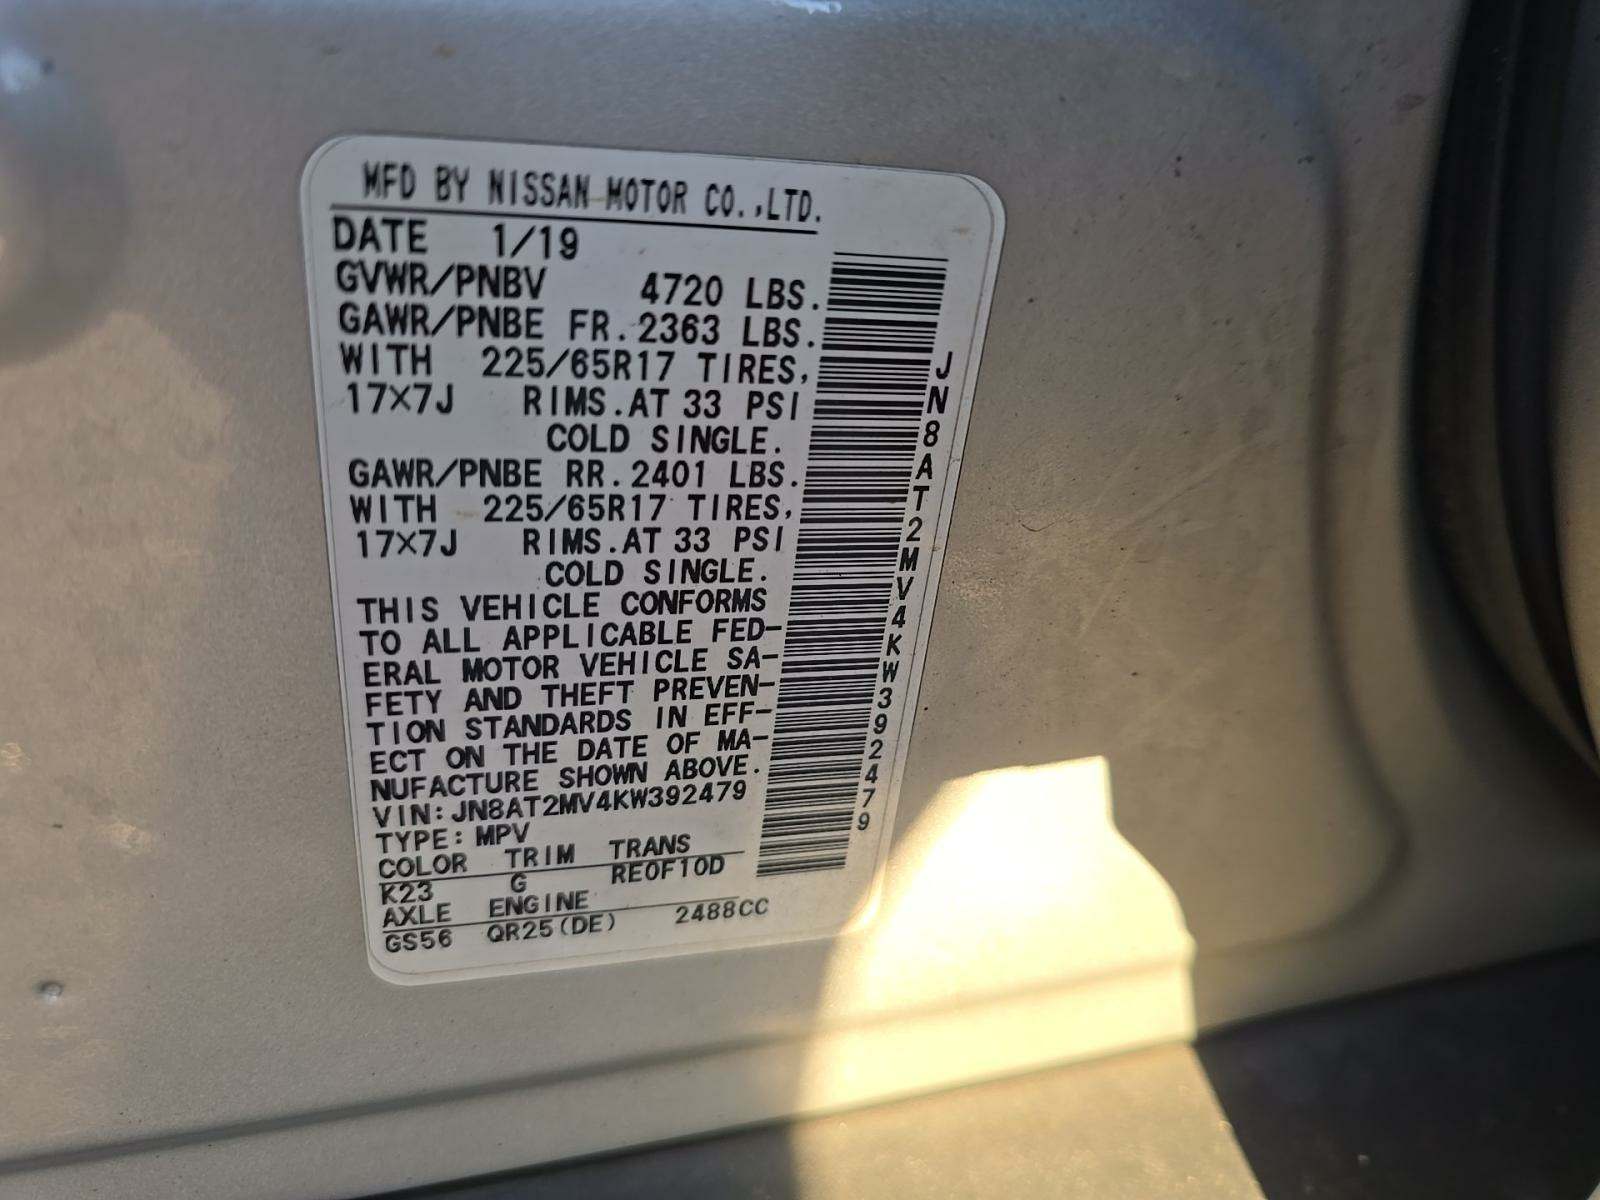 MFD BY NISSAN MOTOR CO.,LTD.
DATE 1/19
GVWR/PNBV 4720 LBS.
GAWR/PNBE FR.2363 LBS.
WITH 225/65R17 TIRES,
17×7J RIMS.AT 33 PSI
COLD SINGLE.
GAWR/PNBE RR.2401 LBS.
WITH 225/65R17 TIRES,
17×7J RIMS.AT 33 PSI
COLD SINGLE.
THIS VEHICLE CONFORMS
TO ALL APPLICABLE FED-
ERAL MOTOR VEHICLE SA-
FETY AND THEFT PREVEN-
TION STANDARDS IN EFF-
ECT ON THE DATE OF MA-
NUFACTURE SHOWN ABOVE.
VIN:JN8AT2MV4KW392479
TYPE:MPV
COLOR TRIM TRANS
K23 G RE0F10D
AXLE ENGINE
GS56 QR25(DE) 2488CC
JN8AT2MV4KW392479